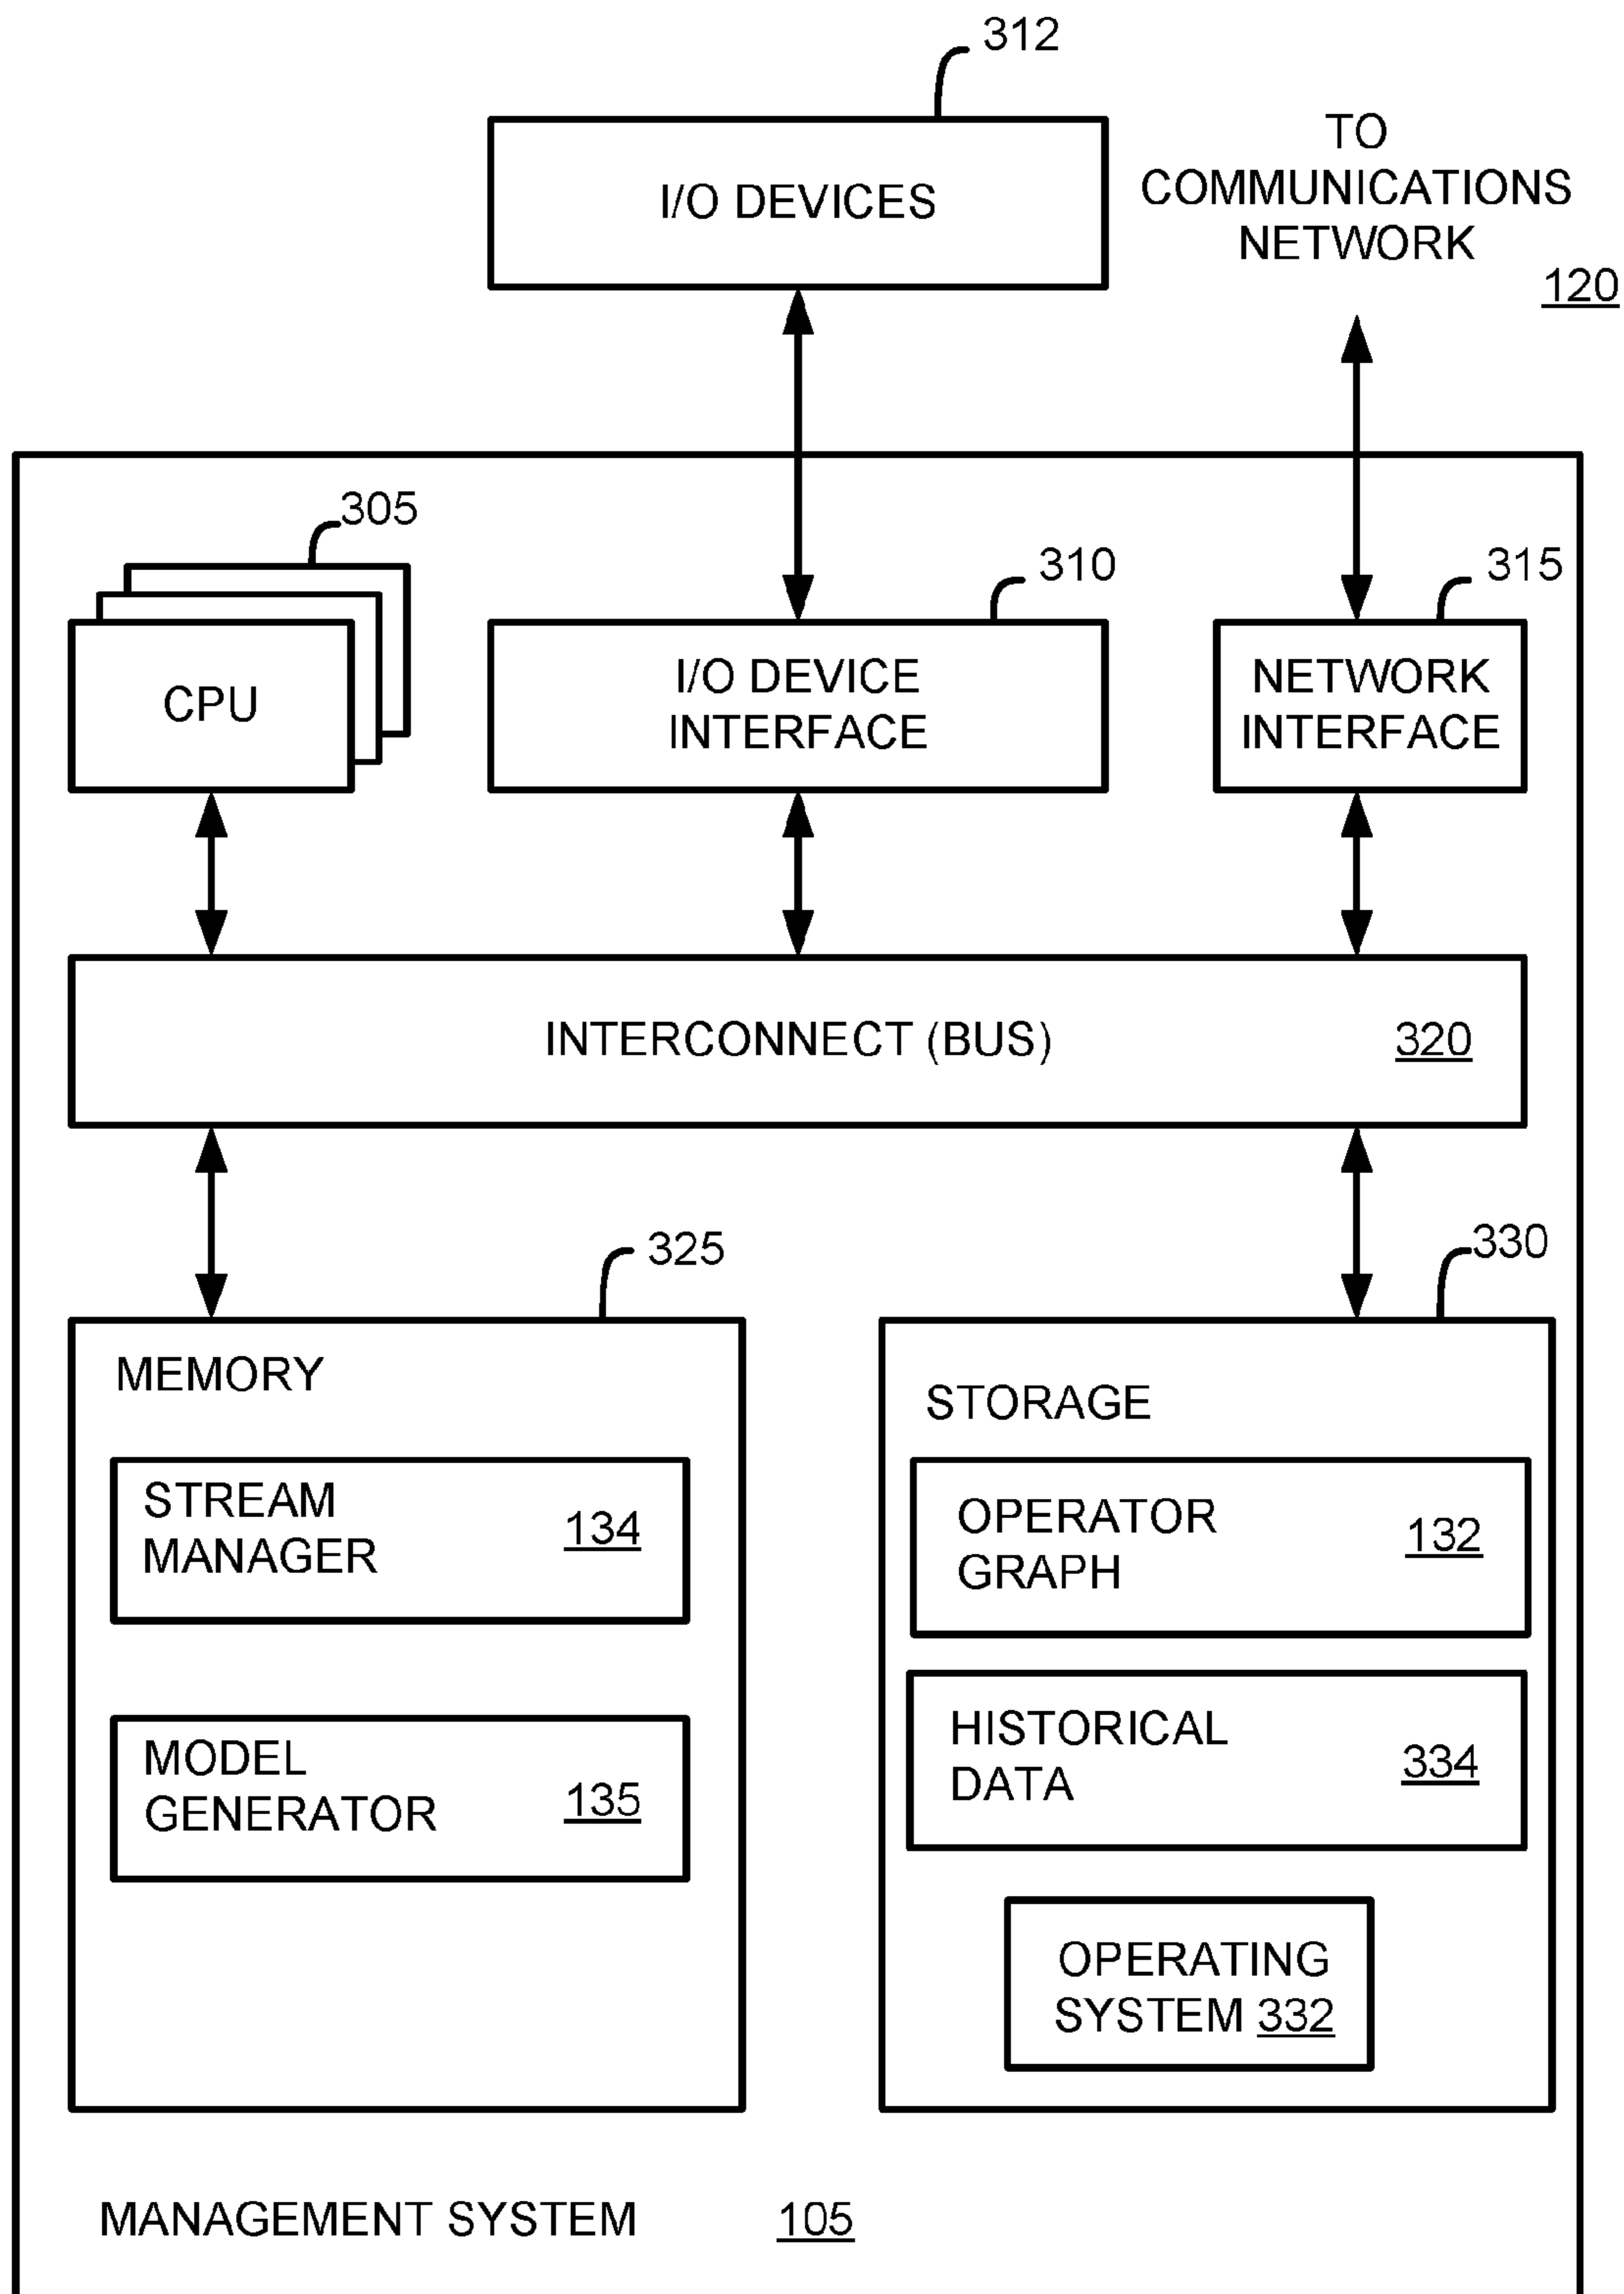 312
I/O DEVICES
TO
COMMUNICATIONS
NETWORK
120
305
310
315
CPU
I/O DEVICE
INTERFACE
NETWORK
INTERFACE
INTERCONNECT (BUS) 320
325
330
MEMORY
STREAM
MANAGER 134
MODEL
GENERATOR 135
STORAGE
OPERATOR
GRAPH 132
HISTORICAL
DATA 334
OPERATING
SYSTEM 332
MANAGEMENT SYSTEM 105